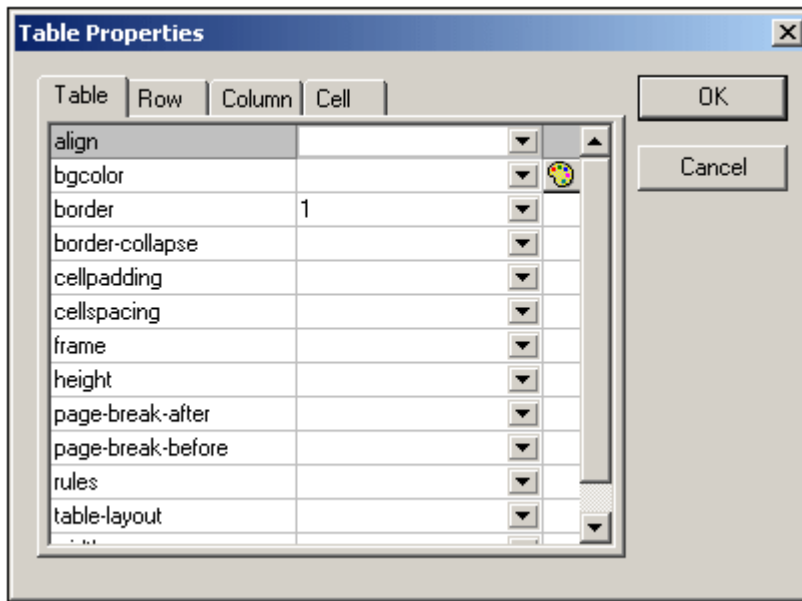 Table Properties
Table Row Column Cell
OK
Cancel
align
bgcolor
border 1
border-collapse
cellpadding
cellspacing
frame
height
page-break-after
page-break-before
rules
table-layout